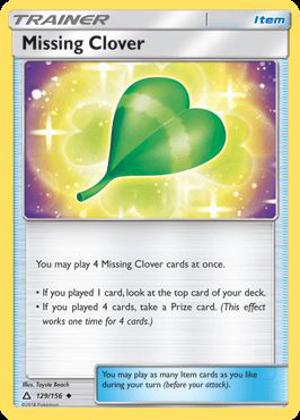 TRAINER
Item
Missing Clover
You may play 4 Missing Clover cards at once.
• If you played 1 card, look at the top card of your deck.
• If you played 4 cards, take a Prize card. (This effect
works one time for 4 cards.)
Illus. Toyste Beach
129/156 ◆
©2018 Pokémon
You may play as many Item cards as you like
during your turn (before your attack).